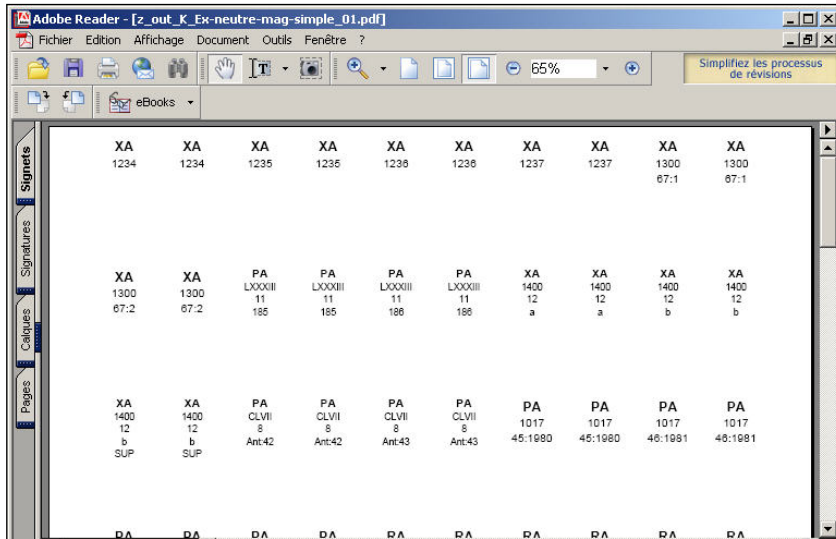 Adobe Reader - [z_out_K_Ex-neutre-mag-simple_01.pdf]
Fichier Edition Affichage Document Outils Fenêtre ?
65%
Simplifiez les processus
de révisions
eBooks
Signets
Signatures
Calques
Pages
XA XA XA XA XA XA XA XA XA XA
1234 1234 1235 1235 1236 1236 1237 1237 1300 1300
67:1 67:1
XA XA PA PA PA PA XA XA XA XA
1300 1300 LXXXIII LXXXIII LXXXIII LXXXIII 1400 1400 1400 1400
67:2 67:2 11 11 11 11 12 12 12 12
185 185 186 186 a a b b
XA XA PA PA PA PA PA PA PA PA
1400 1400 CLVII CLVII CLVII CLVII 1017 1017 1017 1017
12 12 8 8 8 8 45:1980 45:1980 46:1981 46:1981
b b Ant:42 Ant:42 Ant:43 Ant:43
SUP SUP